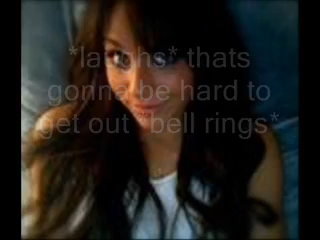 *laughs* thats
gonna be hard to
get out *bell rings*